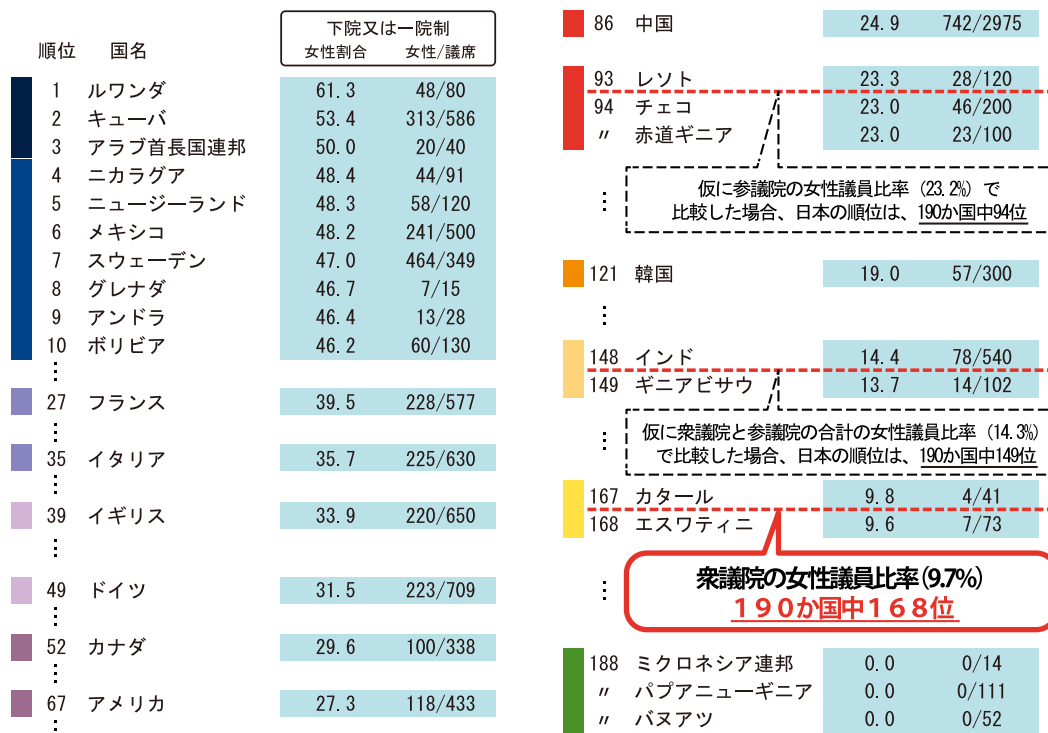 下院又は一院制
順位 国名 女性割合 女性/議席
1 ルワンダ 61.3 48/80
2 キューバ 53.4 313/586
3 アラブ首長国連邦 50.0 20/40
4 ニカラグア 48.4 44/91
5 ニュージーランド 48.3 58/120
6 メキシコ 48.2 241/500
7 スウェーデン 47.0 464/349
8 グレナダ 46.7 7/15
9 アンドラ 46.4 13/28
10 ボリビア 46.2 60/130
⋮
27 フランス 39.5 228/577
⋮
35 イタリア 35.7 225/630
⋮
39 イギリス 33.9 220/650
⋮
49 ドイツ 31.5 223/709
⋮
52 カナダ 29.6 100/338
⋮
67 アメリカ 27.3 118/433
⋮
86 中国 24.9 742/2975
93 レソト 23.3 28/120
94 チェコ 23.0 46/200
〃 赤道ギニア 23.0 23/100
⋮
仮に参議院の女性議員比率（23.2%）で
比較した場合、日本の順位は、190か国中94位
121 韓国 19.0 57/300
⋮
148 インド 14.4 78/540
149 ギニアビサウ 13.7 14/102
⋮
仮に衆議院と参議院の合計の女性議員比率（14.3%）
で比較した場合、日本の順位は、190か国中149位
167 カタール 9.8 4/41
168 エスワティニ 9.6 7/73
⋮
衆議院の女性議員比率(9.7%)
１９０か国中１６８位
188 ミクロネシア連邦 0.0 0/14
〃 パプアニューギニア 0.0 0/111
〃 バヌアツ 0.0 0/52